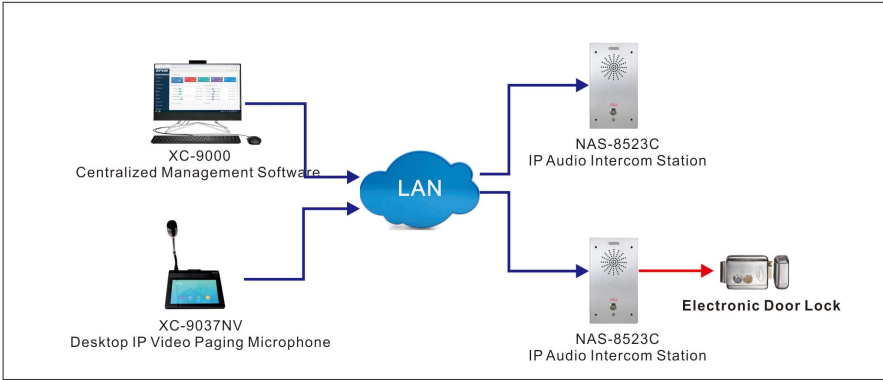 XC-9000
Centralized Management Software
LAN
XC-9037NV
Desktop IP Video Paging Microphone
NAS-8523C
IP Audio Intercom Station
Electronic Door Lock
NAS-8523C
IP Audio Intercom Station